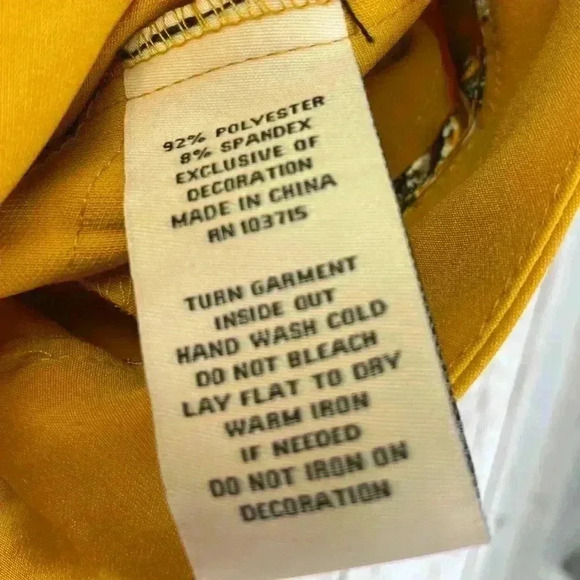 92% POLYESTER
8% SPANDEX
EXCLUSIVE OF
DECORATION
MADE IN CHINA
RN 103715
TURN GARMENT
INSIDE OUT
HAND WASH COLD
DO NOT BLEACH
LAY FLAT TO DRY
WARM IRON
IF NEEDED
DO NOT IRON ON
DECORATION